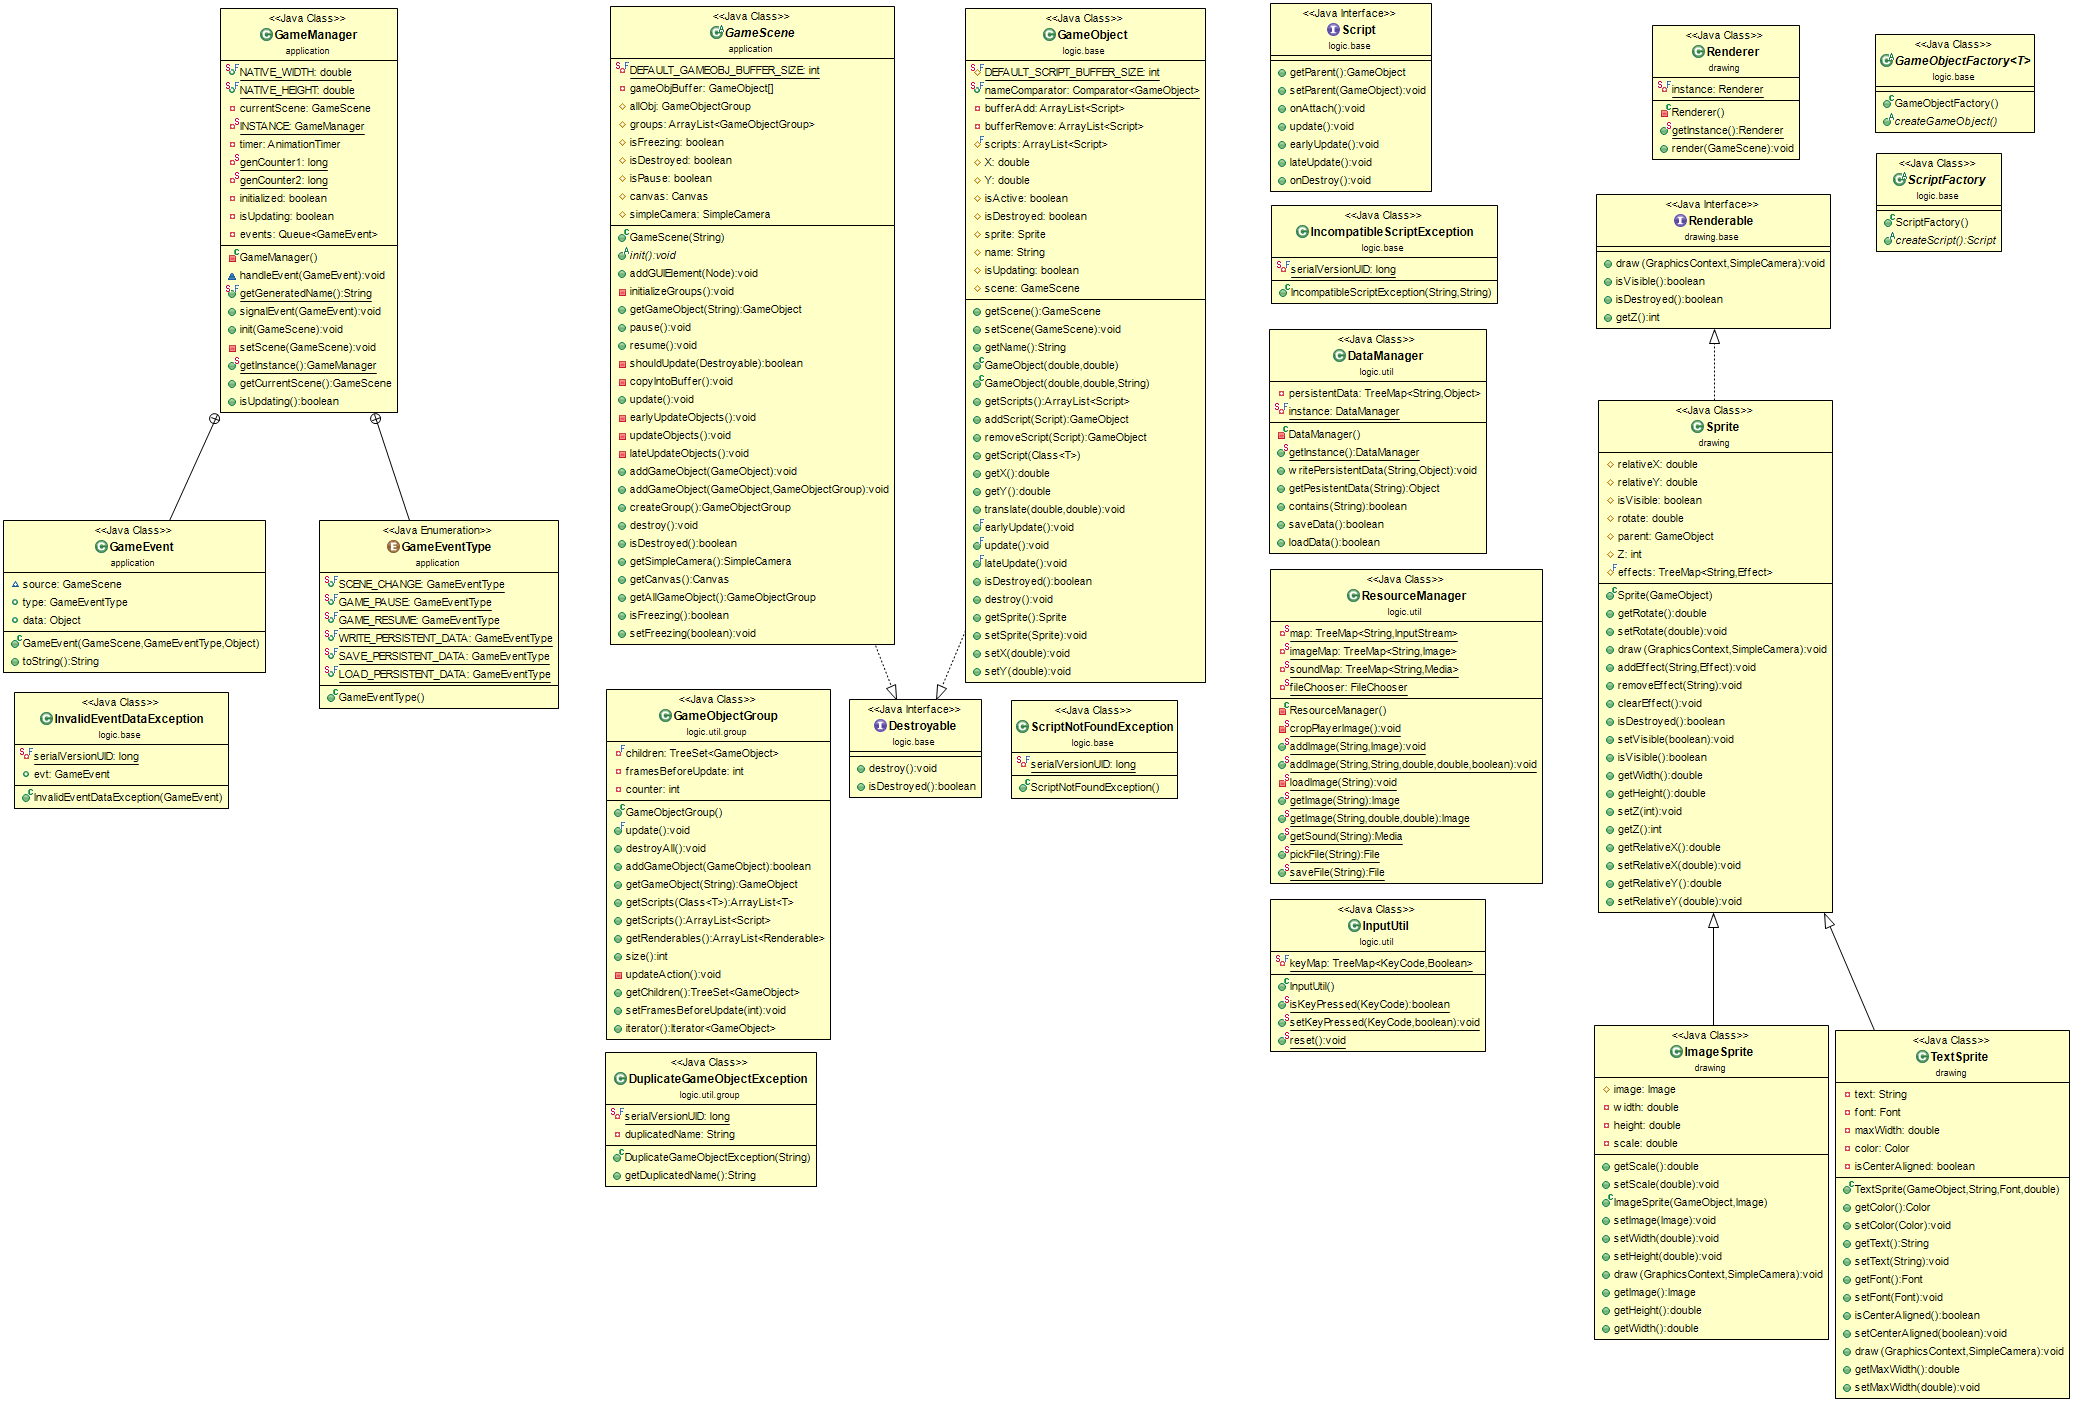 <<Java Class>>
GameManager
application
NATIVE_WIDTH: double
NATIVE_HEIGHT: double
currentScene: GameScene
INSTANCE: GameManager
timer: AnimationTimer
genCounter1: long
genCounter2: long
initialized: boolean
isUpdating: boolean
events: Queue<GameEvent>
GameManager()
handleEvent(GameEvent):void
getGeneratedName():String
signalEvent(GameEvent):void
init(GameScene):void
setScene(GameScene):void
getInstance():GameManager
getCurrentScene():GameScene
isUpdating():boolean
<<Java Class>>
GameEvent
application
source: GameScene
type: GameEventType
data: Object
GameEvent(GameScene,GameEventType,Object)
toString():String
<<Java Enumeration>>
GameEventType
application
SCENE_CHANGE: GameEventType
GAME_PAUSE: GameEventType
GAME_RESUME: GameEventType
WRITE_PERSISTENT_DATA: GameEventType
SAVE_PERSISTENT_DATA: GameEventType
LOAD_PERSISTENT_DATA: GameEventType
GameEventType()
<<Java Class>>
InvalidEventDataException
logic.base
serialVersionUID: long
evt: GameEvent
InvalidEventDataException(GameEvent)
<<Java Class>>
GameScene
application
DEFAULT_GAMEOBJ_BUFFER_SIZE: int
gameObjBuffer: GameObject[]
allObj: GameObjectGroup
groups: ArrayList<GameObjectGroup>
isFreezing: boolean
isDestroyed: boolean
isPause: boolean
canvas: Canvas
simpleCamera: SimpleCamera
GameScene(String)
init():void
addGUIElement(Node):void
initializeGroups():void
getGameObject(String):GameObject
pause():void
resume():void
shouldUpdate(Destroyable):boolean
copyIntoBuffer():void
update():void
earlyUpdateObjects():void
updateObjects():void
lateUpdateObjects():void
addGameObject(GameObject):void
addGameObject(GameObject,GameObjectGroup):void
createGroup():GameObjectGroup
destroy():void
isDestroyed():boolean
getSimpleCamera():SimpleCamera
getCanvas():Canvas
getAllGameObject():GameObjectGroup
isFreezing():boolean
setFreezing(boolean):void
<<Java Class>>
GameObject
logic.base
DEFAULT_SCRIPT_BUFFER_SIZE: int
nameComparator: Comparator<GameObject>
bufferAdd: ArrayList<Script>
bufferRemove: ArrayList<Script>
scripts: ArrayList<Script>
X: double
Y: double
isActive: boolean
isDestroyed: boolean
sprite: Sprite
name: String
isUpdating: boolean
scene: GameScene
getScene():GameScene
setScene(GameScene):void
getName():String
GameObject(double,double)
GameObject(double,double,String)
getScripts():ArrayList<Script>
addScript(Script):GameObject
removeScript(Script):GameObject
getScript(Class<T>)
getX():double
getY():double
translate(double,double):void
earlyUpdate():void
update():void
lateUpdate():void
isDestroyed():boolean
destroy():void
getSprite():Sprite
setSprite(Sprite):void
setX(double):void
setY(double):void
<<Java Class>>
GameObjectGroup
logic.util.group
children: TreeSet<GameObject>
framesBeforeUpdate: int
counter: int
GameObjectGroup()
update():void
destroyAll():void
addGameObject(GameObject):boolean
getGameObject(String):GameObject
getScripts(Class<T>):ArrayList<T>
getScripts():ArrayList<Script>
getRenderables():ArrayList<Renderable>
size():int
updateAction():void
getChildren():TreeSet<GameObject>
setFramesBeforeUpdate(int):void
iterator():Iterator<GameObject>
<<Java Interface>>
Destroyable
logic.base
destroy():void
isDestroyed():boolean
<<Java Class>>
ScriptNotFoundException
logic.base
serialVersionUID: long
ScriptNotFoundException()
<<Java Class>>
DuplicateGameObjectException
logic.util.group
serialVersionUID: long
duplicatedName: String
DuplicateGameObjectException(String)
getDuplicatedName():String
<<Java Interface>>
Script
logic.base
getParent():GameObject
setParent(GameObject):void
onAttach():void
update():void
earlyUpdate():void
lateUpdate():void
onDestroy():void
<<Java Class>>
IncompatibleScriptException
logic.base
serialVersionUID: long
IncompatibleScriptException(String,String)
<<Java Class>>
DataManager
logic.util
persistentData: TreeMap<String,Object>
instance: DataManager
DataManager()
getInstance():DataManager
writePersistentData(String,Object):void
getPesistentData(String):Object
contains(String):boolean
saveData():boolean
loadData():boolean
<<Java Class>>
ResourceManager
logic.util
map: TreeMap<String,InputStream>
imageMap: TreeMap<String,Image>
soundMap: TreeMap<String,Media>
fileChooser: FileChooser
ResourceManager()
cropPlayerImage():void
addImage(String,Image):void
addImage(String,String,double,double,boolean):void
loadImage(String):void
getImage(String):Image
getImage(String,double,double):Image
getSound(String):Media
pickFile(String):File
saveFile(String):File
<<Java Class>>
InputUtil
logic.util
keyMap: TreeMap<KeyCode,Boolean>
InputUtil()
isKeyPressed(KeyCode):boolean
setKeyPressed(KeyCode,boolean):void
reset():void
<<Java Class>>
Renderer
drawing
instance: Renderer
Renderer()
getInstance():Renderer
render(GameScene):void
<<Java Class>>
GameObjectFactory<T>
logic.base
GameObjectFactory()
createGameObject()
<<Java Class>>
ScriptFactory
logic.base
ScriptFactory()
createScript():Script
<<Java Interface>>
Renderable
drawing.base
draw(GraphicsContext,SimpleCamera):void
isVisible():boolean
isDestroyed():boolean
getZ():int
<<Java Class>>
Sprite
drawing
relativeX: double
relativeY: double
isVisible: boolean
rotate: double
parent: GameObject
Z: int
effects: TreeMap<String,Effect>
Sprite(GameObject)
getRotate():double
setRotate(double):void
draw(GraphicsContext,SimpleCamera):void
addEffect(String,Effect):void
removeEffect(String):void
clearEffect():void
isDestroyed():boolean
setVisible(boolean):void
isVisible():boolean
getWidth():double
getHeight():double
setZ(int):void
getZ():int
getRelativeX():double
setRelativeX(double):void
getRelativeY():double
setRelativeY(double):void
<<Java Class>>
ImageSprite
drawing
image: Image
width: double
height: double
scale: double
getScale():double
setScale(double):void
ImageSprite(GameObject,Image)
setImage(Image):void
setWidth(double):void
setHeight(double):void
draw(GraphicsContext,SimpleCamera):void
getImage():Image
getHeight():double
getWidth():double
<<Java Class>>
TextSprite
drawing
text: String
font: Font
maxWidth: double
color: Color
isCenterAligned: boolean
TextSprite(GameObject,String,Font,double)
getColor():Color
setColor(Color):void
getText():String
setText(String):void
getFont():Font
setFont(Font):void
isCenterAligned():boolean
setCenterAligned(boolean):void
draw(GraphicsContext,SimpleCamera):void
getMaxWidth():double
setMaxWidth(double):void